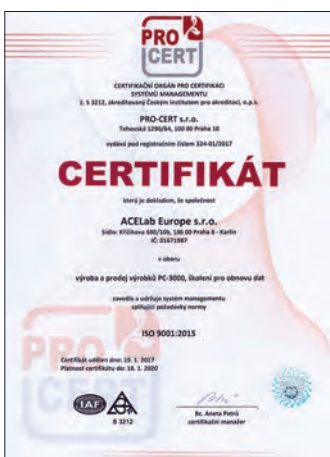 PRO
CERT
CERTIFIKAČNÍ ORGÁN PRO CERTIFIKACI
SYSTÉMŮ MANAGEMENTU
č. S 3212, akreditovaný Českým institutem pro akreditaci, o.p.s.
PRO-CERT s.r.o.
Tehovská 1290/64, 100 00 Praha 10
vydává pod registračním číslem 324-01/2017
CERTIFIKÁT
který je dokladem, že společnost
ACELab Europe s.r.o.
Sídlo: Křižíkova 680/10b, 186 00 Praha 8 - Karlín
IČ: 01671987
v oboru
výroba a prodej výrobků PC-3000, školení pro obnovu dat
zavedla a udržuje systém managementu
splňující požadavky normy
ISO 9001:2015
PRO
CERT
Certifikát udělen dne: 19. 1. 2017
Platnost certifikátu do: 18. 1. 2020
IAF
S 3212
Bc. Aneta Petrů
certifikační manažer